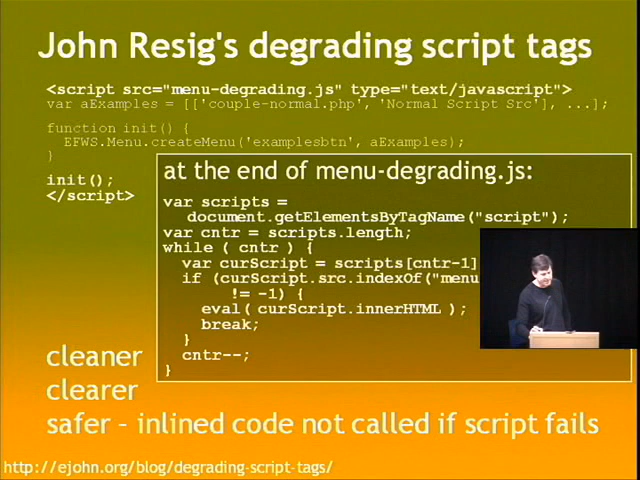 John Resig's degrading script tags
<script src="menu-degrading.js" type="text/javascript">
var aExamples = [['couple-normal.php', 'Normal Script Src'], ...];
function init() {
EFWS.Menu.createMenu('examplesbtn', aExamples);
}
init();
</script>
at the end of menu-degrading.js:
var scripts =
document.getElementsByTagName("script");
var cntr = scripts.length;
while ( cntr ) {
var curScript = scripts[cntr-1]
if (curScript.src.indexOf("menu
!= -1) {
eval( curScript.innerHTML );
break;
}
cntr--;
}
cleaner
clearer
safer – inlined code not called if script fails
http://ejohn.org/blog/degrading-script-tags/